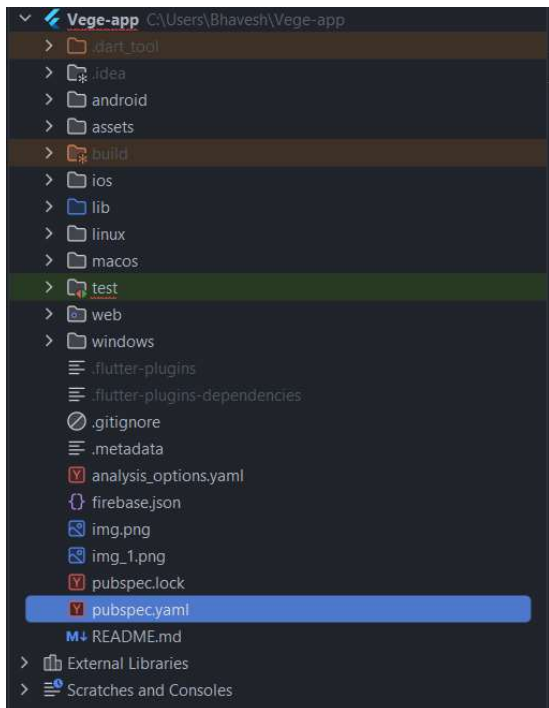 Vege-app C:\Users\Bhavesh\Vege-app
.dart_tool
.idea
android
assets
build
ios
lib
linux
macos
test
web
windows
.flutter-plugins
.flutter-plugins-dependencies
.gitignore
.metadata
analysis_options.yaml
firebase.json
img.png
img_1.png
pubspec.lock
pubspec.yaml
README.md
External Libraries
Scratches and Consoles